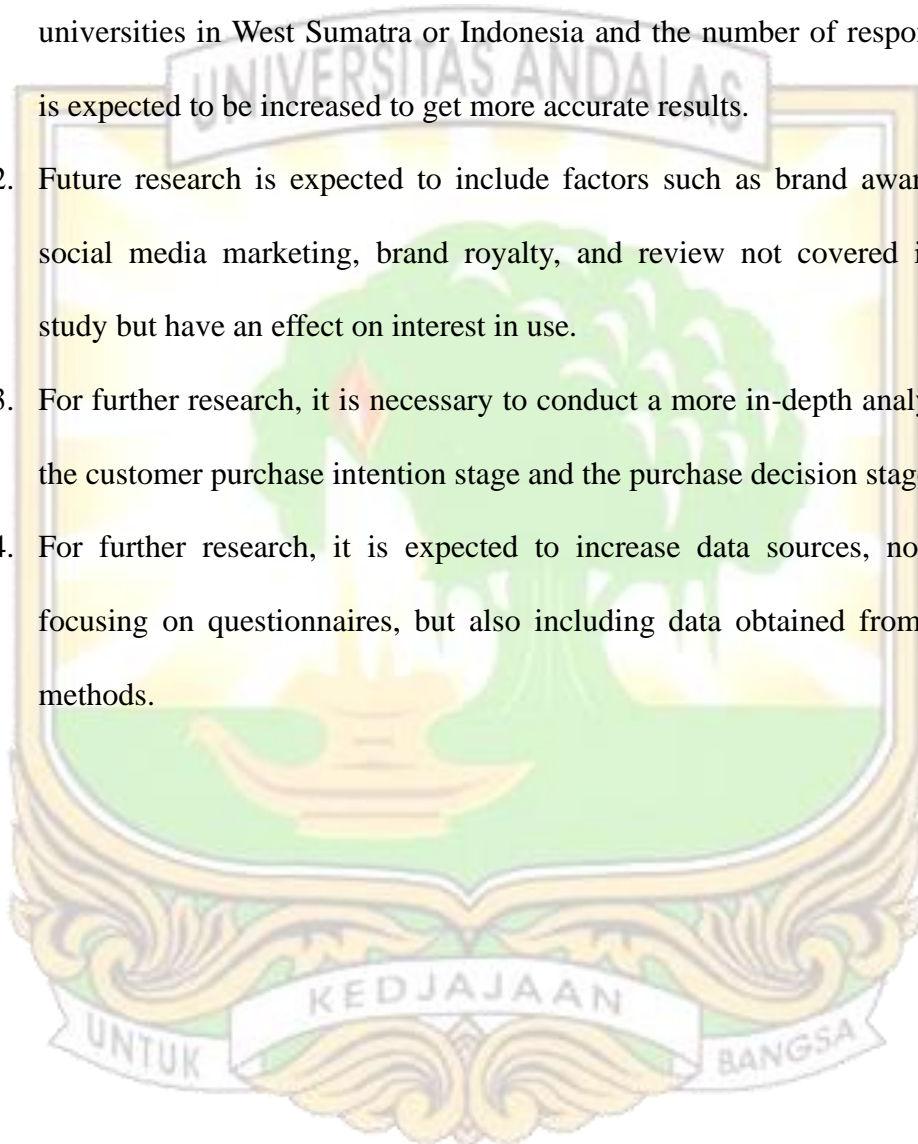 universities in West Sumatra or Indonesia and the number of respon
UNIVERSITAS ANDALAS
is expected to be increased to get more accurate results.
2. Future research is expected to include factors such as brand awar
social media marketing, brand royalty, and review not covered i
study but have an effect on interest in use.
3. For further research, it is necessary to conduct a more in-depth analy
the customer purchase intention stage and the purchase decision stag
4. For further research, it is expected to increase data sources, no
focusing on questionnaires, but also including data obtained from
methods.
UNTUK KEDJAJAAN BANGSA